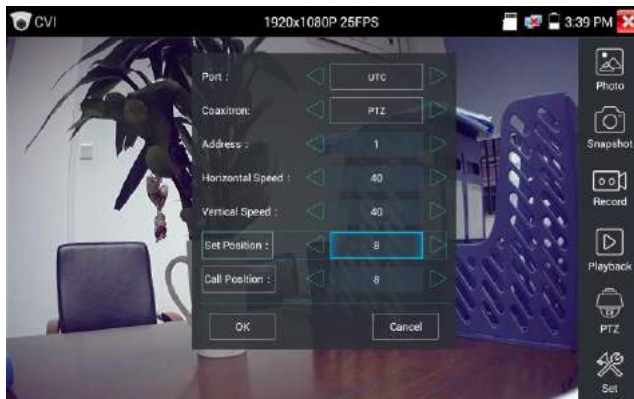 CVI 1920x1080P 25FPS 3:39 PM
Port : UTC
Coaxitron: PTZ
Address : 1
Horizontal Speed : 40
Vertical Speed : 40
Set Position : 8
Call Position : 8
OK Cancel
Photo
Snapshot
Record
Playback
PTZ
Set